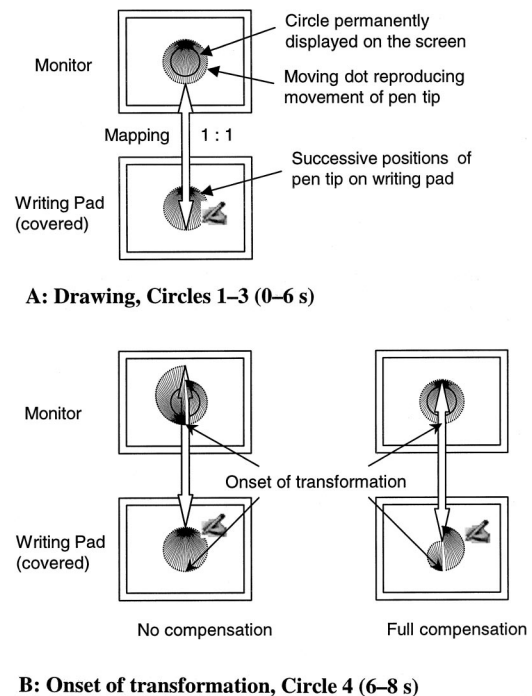 Circle permanently
displayed on the screen
Monitor
Moving dot reproducing
movement of pen tip
Mapping 1 : 1
Successive positions of
pen tip on writing pad
Writing Pad
(covered)
A: Drawing, Circles 1–3 (0–6 s)
Monitor
Onset of transformation
Writing Pad
(covered)
No compensation
Full compensation
B: Onset of transformation, Circle 4 (6–8 s)